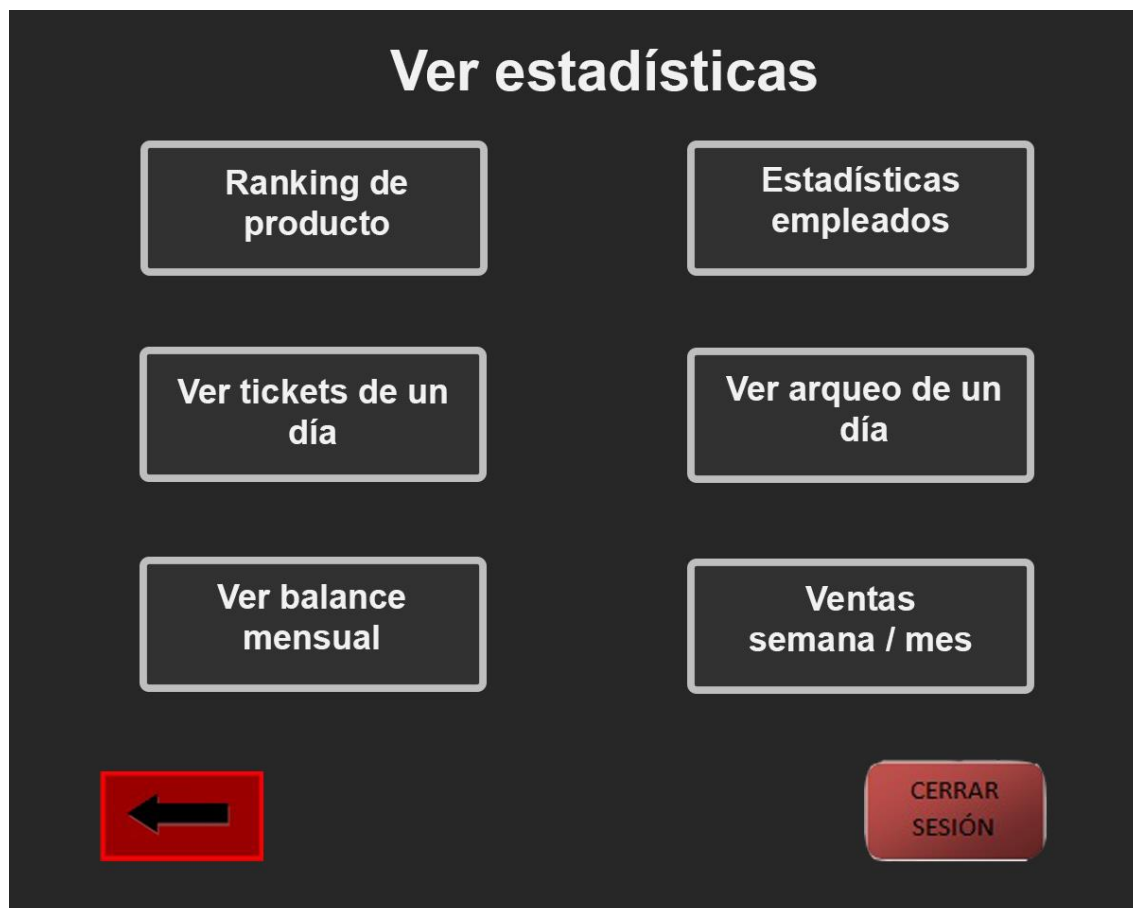 Ver estadísticas
Ranking de
producto
Estadísticas
empleados
Ver tickets de un
día
Ver arqueo de un
día
Ver balance
mensual
Ventas
semana / mes
CERRAR
SESIÓN